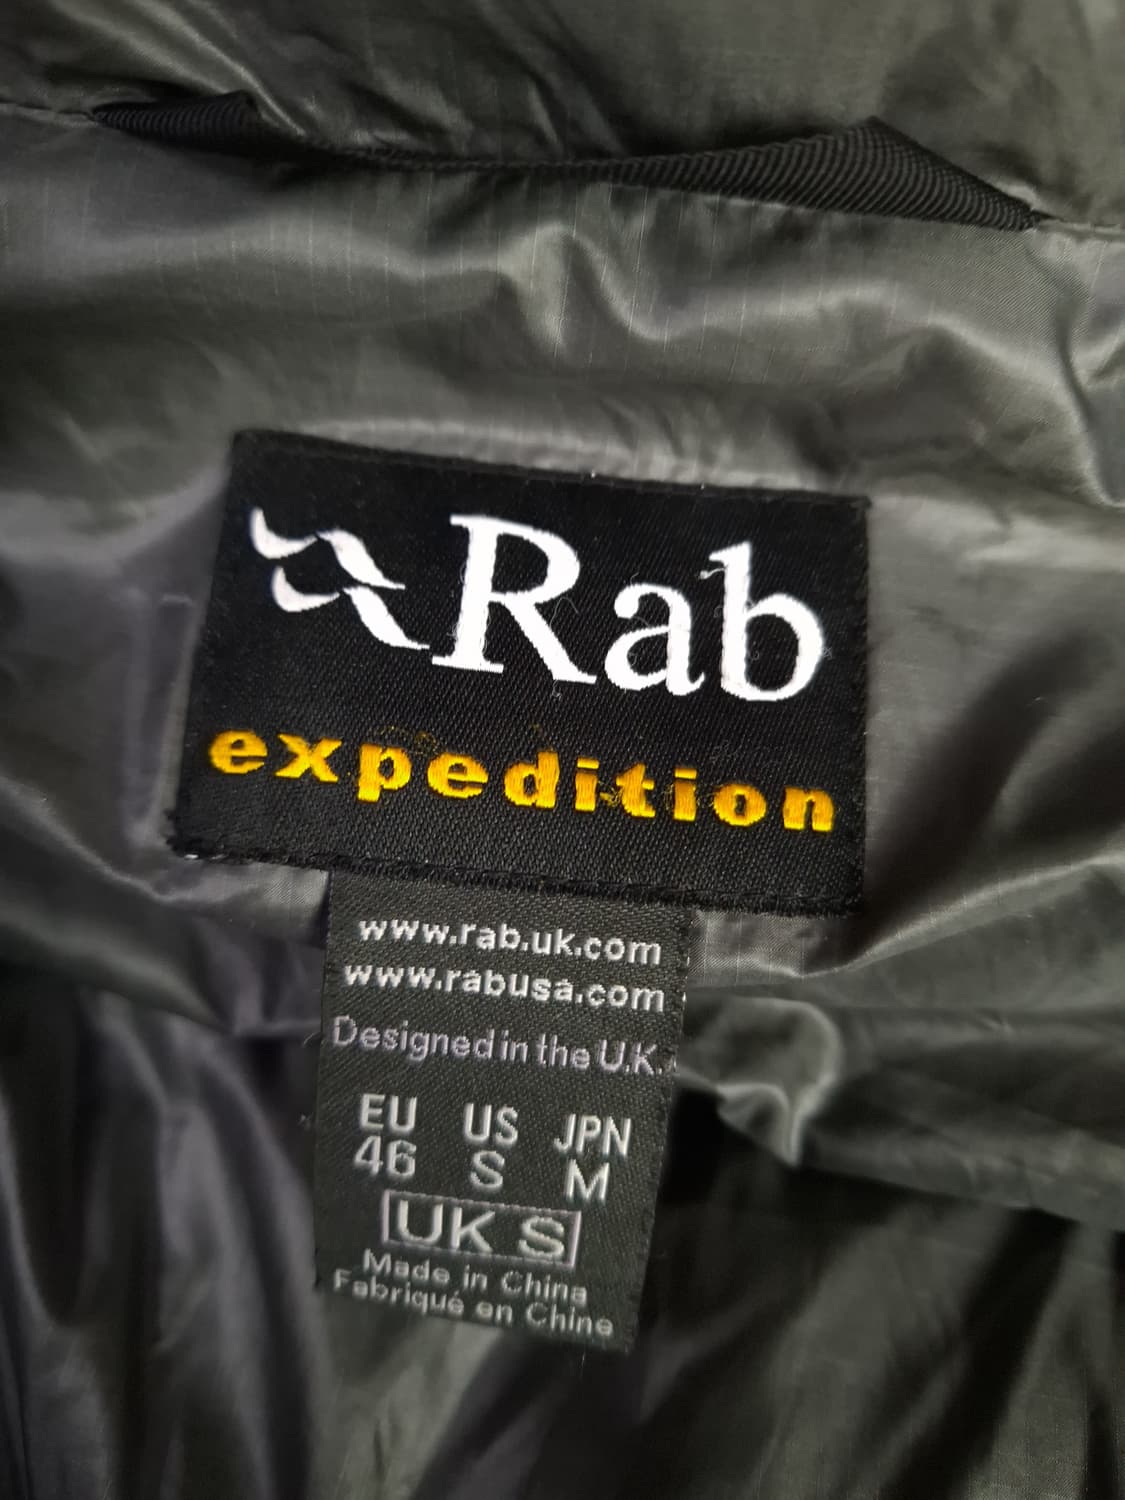 Rab
expedition
www.rab.uk.com
www.rabusa.com
Designed in the U.K.
EU US JPN
46 S M
UK S
Made in China
Fabriqué en Chine